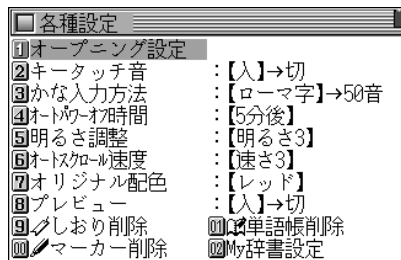 各種設定
1オープニング設定
2キータッチ音 :【入】→切
3かな入力方法 :【ローマ字】→50音
4オートパワーオフ時間 :【5分後】
5明るさ調整 :【明るさ3】
6オートスクロール速度 :【速さ3】
7オリジナル配色 :【レッド】
8プレビュー :【入】→切
9しおり削除 01単語帳削除
00マーカー削除 02My辞書設定